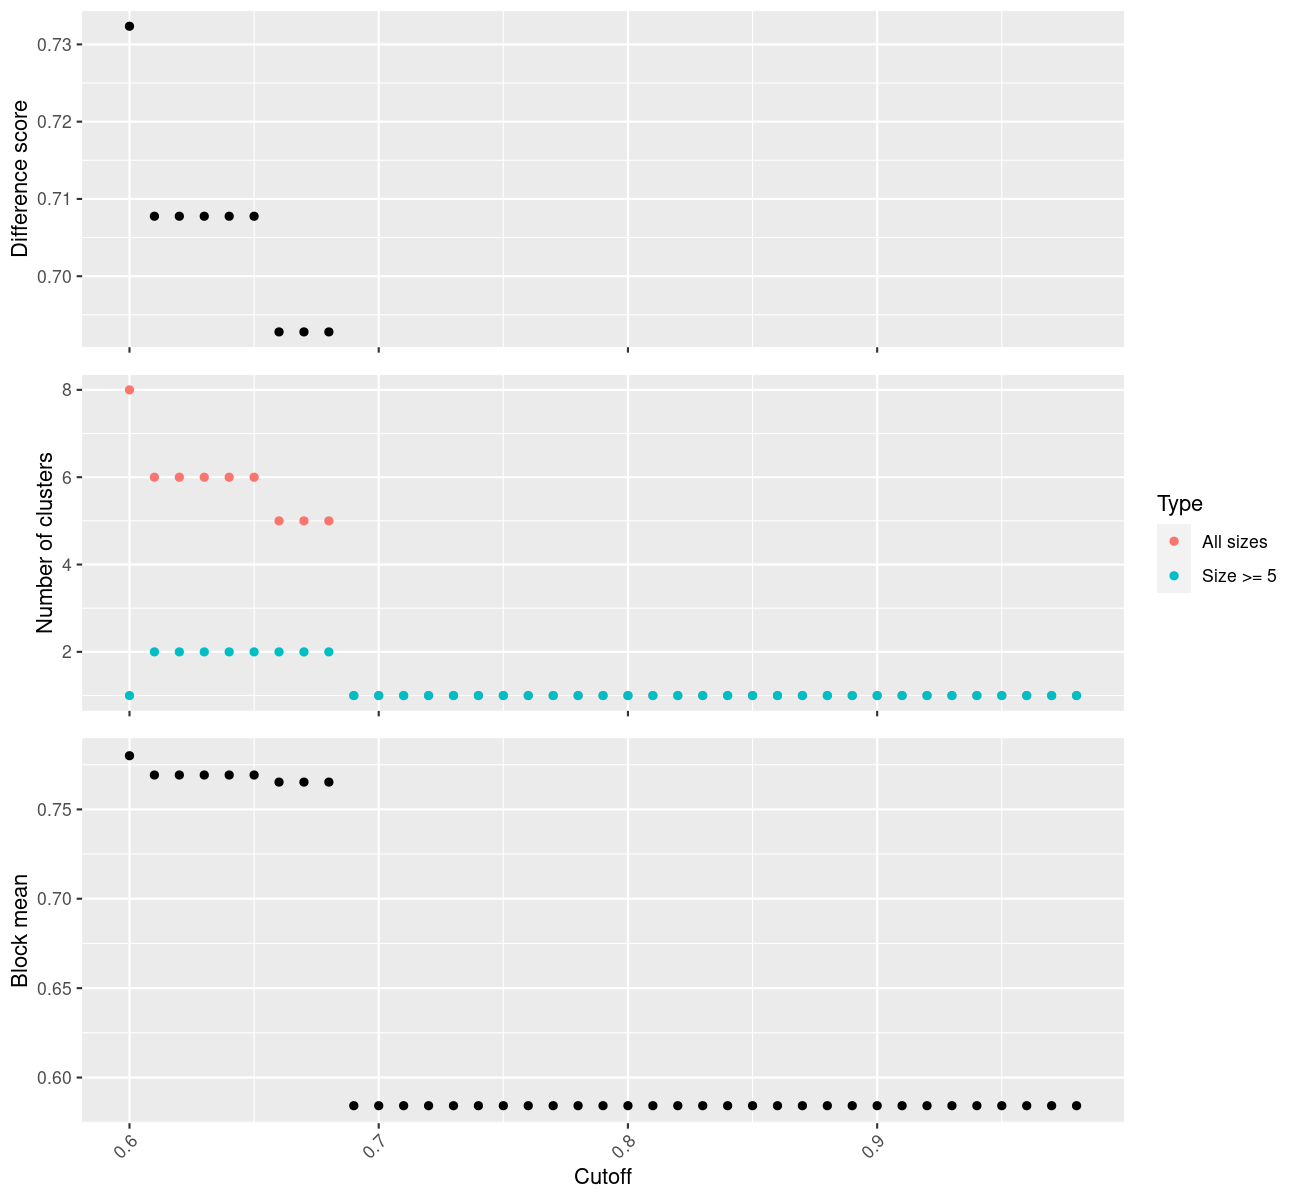 Difference score
0.73
0.72
0.71
0.70
Number of clusters
8
6
4
2
Type
All sizes
Size >= 5
Block mean
0.75
0.70
0.65
0.60
0.6 0.7 0.8 0.9
Cutoff